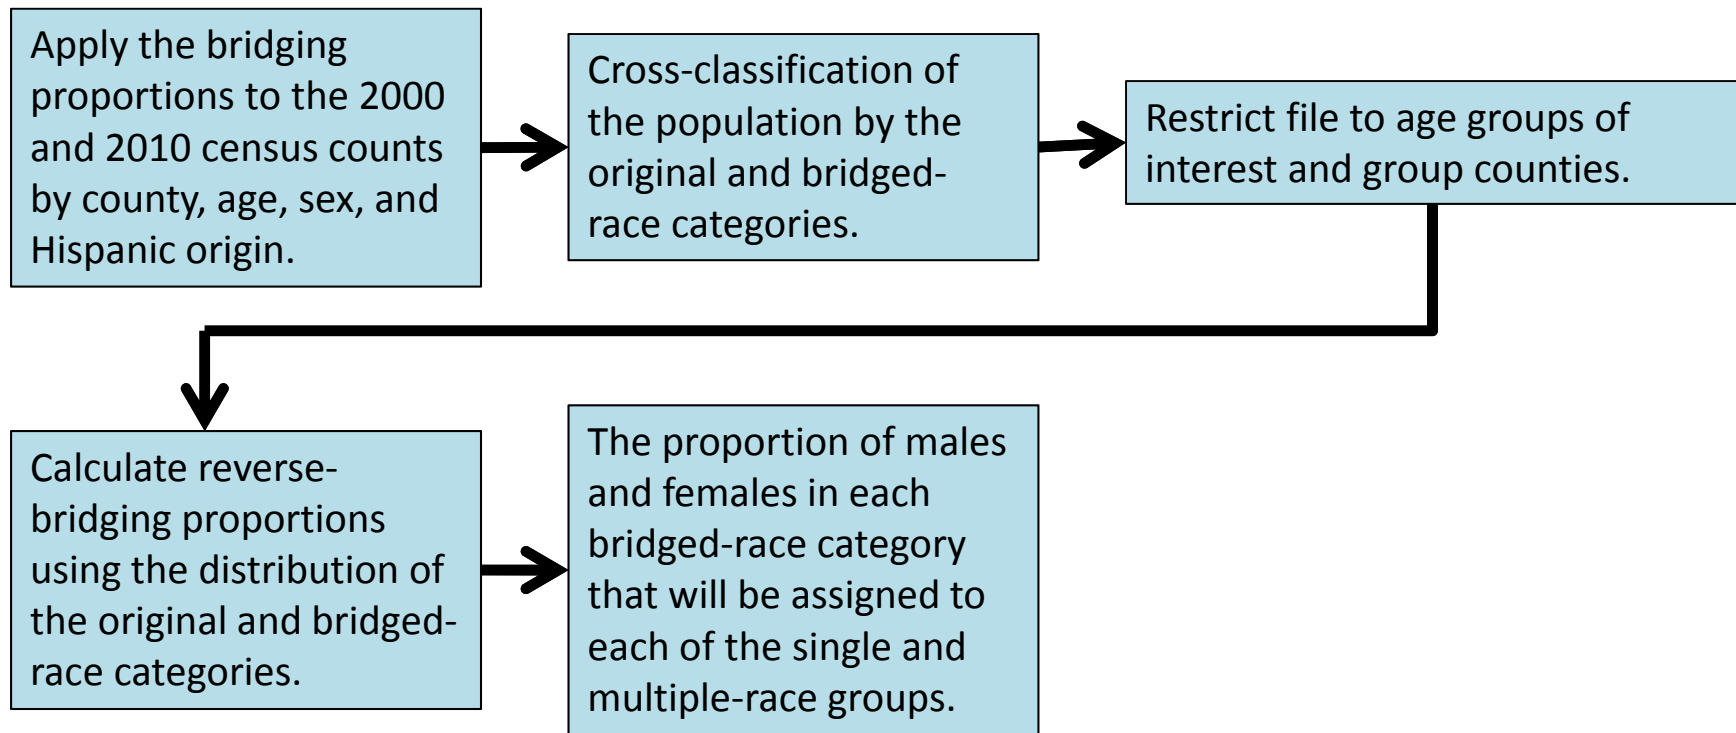 Apply the bridging
proportions to the 2000
and 2010 census counts
by county, age, sex, and
Hispanic origin.
Cross-classification of
the population by the
original and bridged-
race categories.
Restrict file to age groups of
interest and group counties.
Calculate reverse-
bridging proportions
using the distribution of
the original and bridged-
race categories.
The proportion of males
and females in each
bridged-race category
that will be assigned to
each of the single and
multiple-race groups.